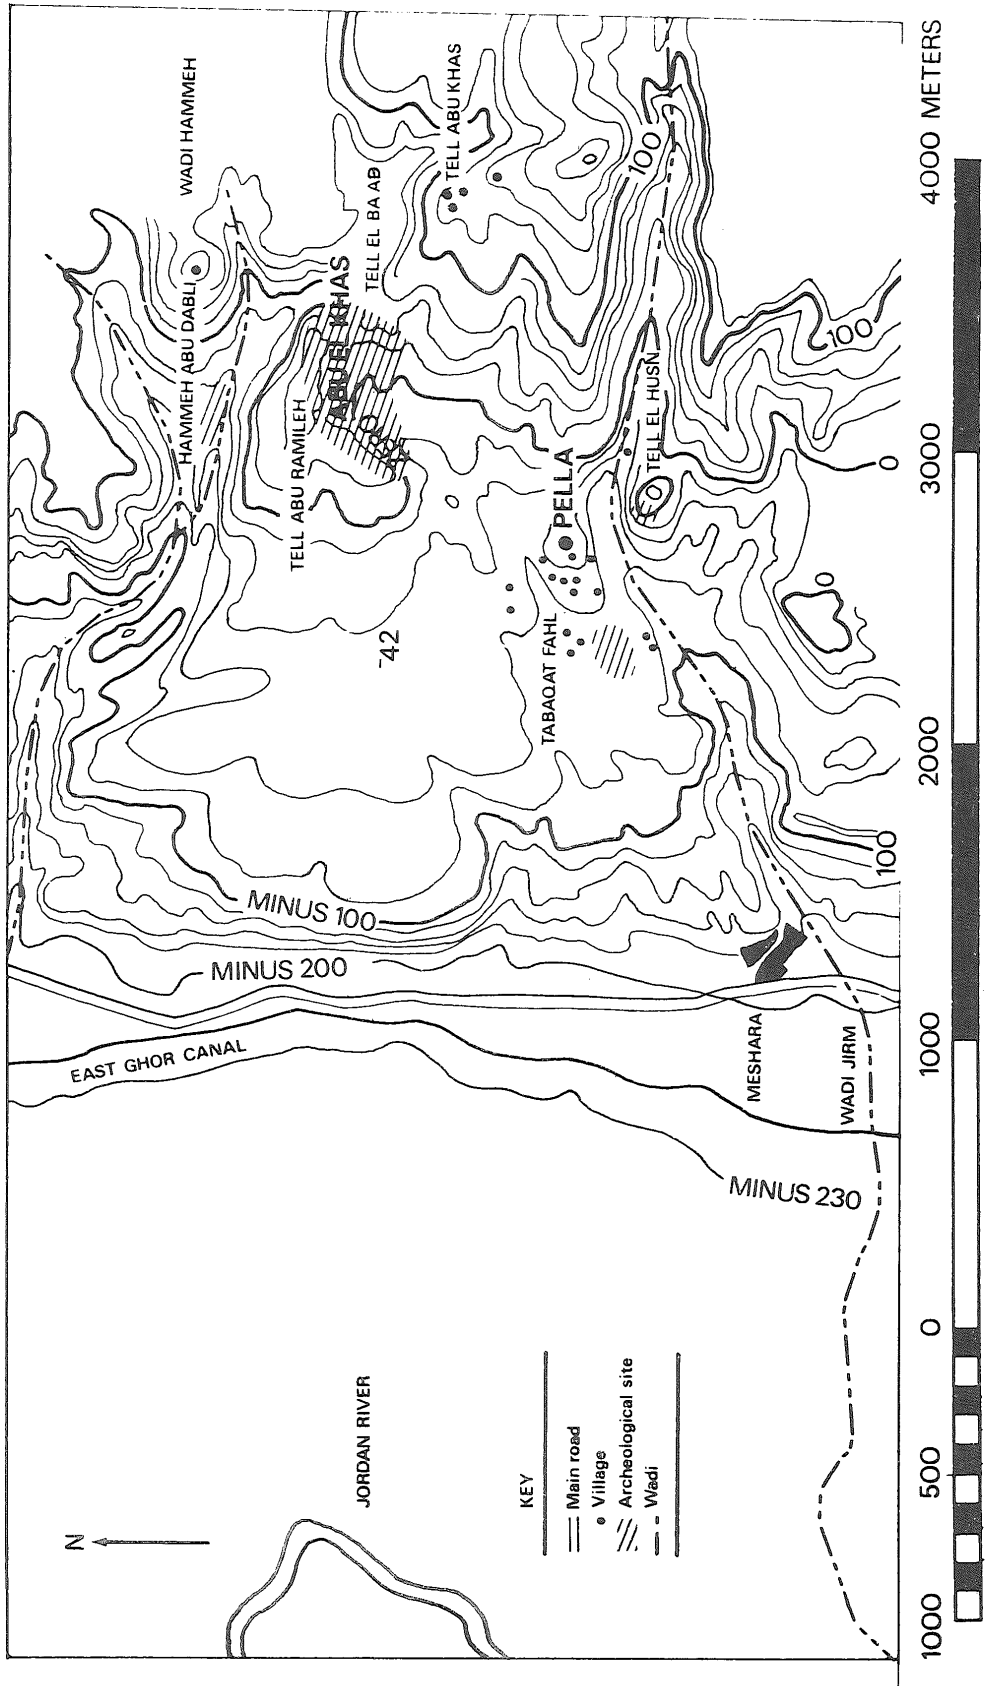 N
JORDAN RIVER
KEY
Main road
Village
Archeological site
Wadi
EAST GHOR CANAL
MINUS 230
MINUS 200
MINUS 100
MESHARA
WADI JIRM
100
-42
TABAQAT FAHL
PELLA
TELL EL HUSN
0
0
0
100
100
TELL ABU RAMILEH
ABU EL KHAS
TELL EL BAAD
TELL ABU KHAS
HAMMEH ABU DABLI
WADI HAMMEH
1000
500
0
1000
2000
3000
4000 METERS